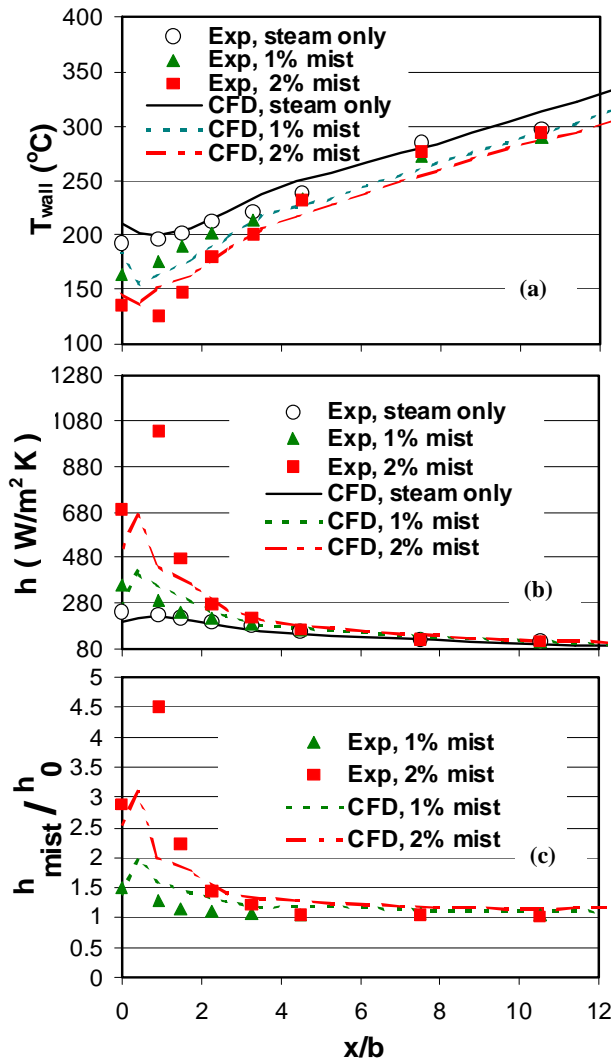 400
350
300
250
200
150
100
T_wall (°C)
Exp, steam only
Exp, 1% mist
Exp, 2% mist
CFD, steam only
CFD, 1% mist
CFD, 2% mist
(a)
1280
1080
880
680
480
280
80
h ( W/m² K )
Exp, steam only
Exp, 1% mist
Exp, 2% mist
CFD, steam only
CFD, 1% mist
CFD, 2% mist
(b)
5
4.5
4
3.5
3
2.5
2
1.5
1
0.5
0
h_mist / h_0
Exp, 1% mist
Exp, 2% mist
CFD, 1% mist
CFD, 2% mist
(c)
0 2 4 6 8 10 12
x/b